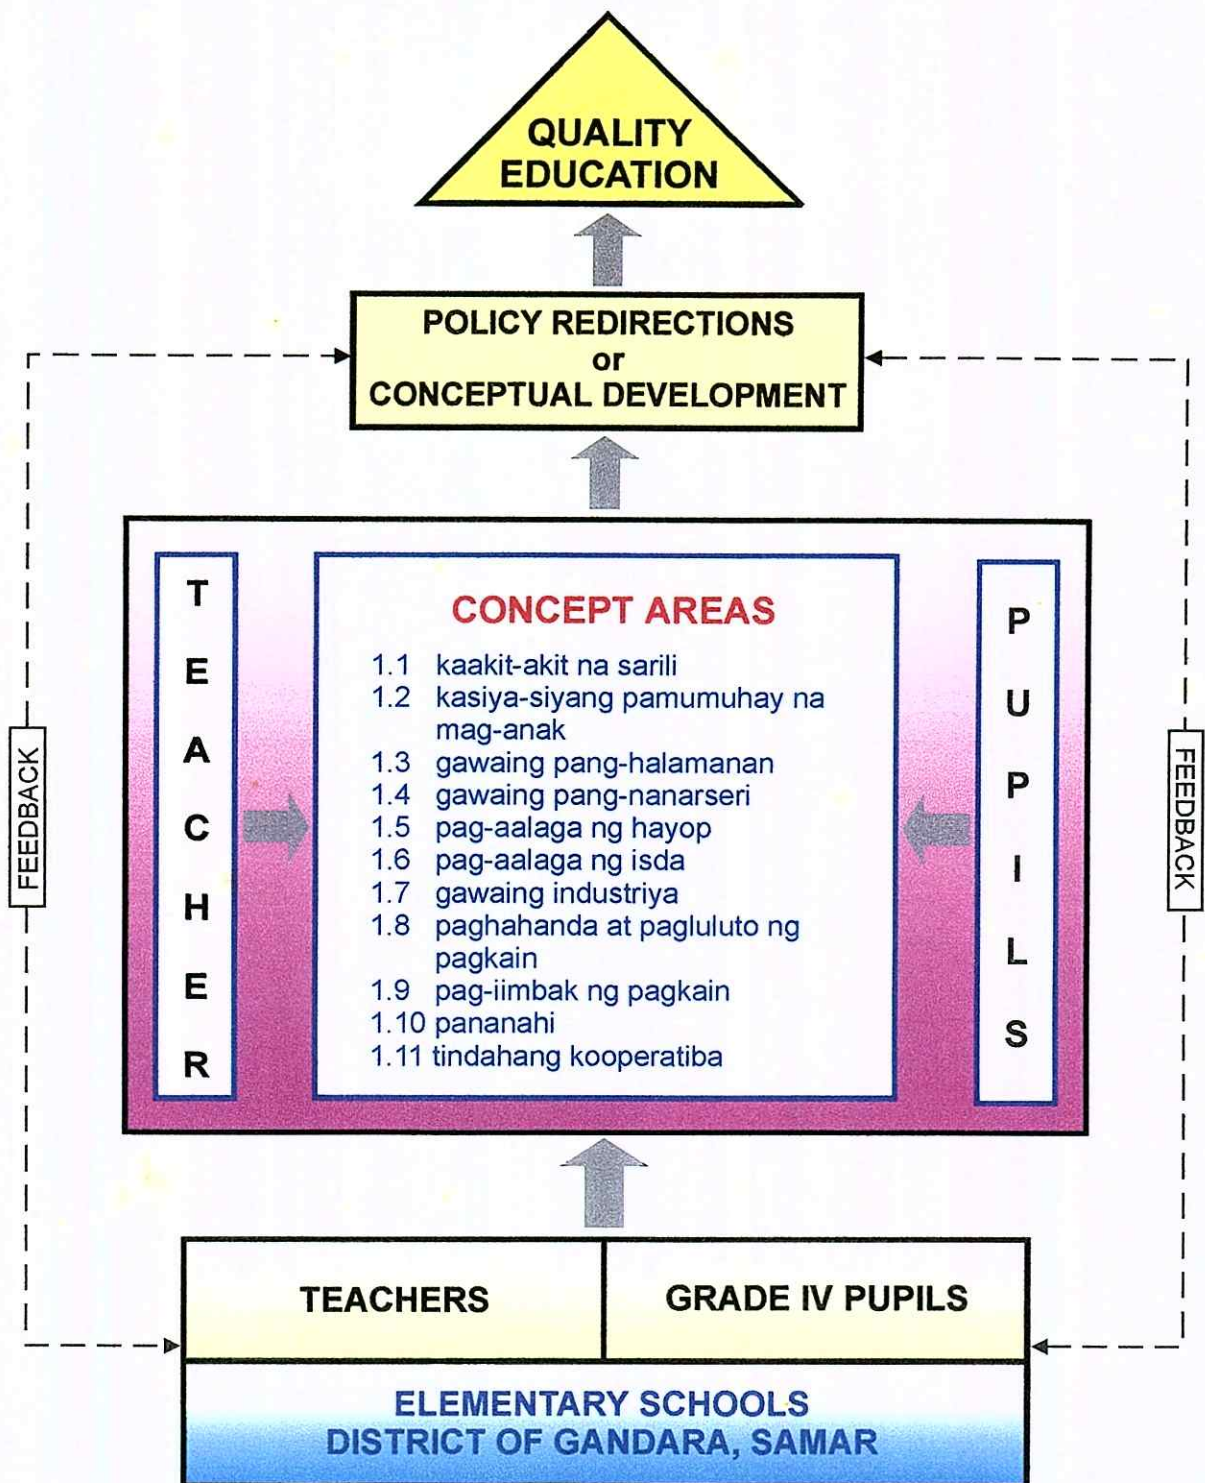 QUALITY
EDUCATION
POLICY REDIRECTIONS
or
CONCEPTUAL DEVELOPMENT
FEEDBACK
TEACHER
CONCEPT AREAS
1.1 kaakit-akit na sarili
1.2 kasiya-siyang pamumuhay na
mag-anak
1.3 gawaing pang-halamanan
1.4 gawaing pang-nanarseri
1.5 pag-aalaga ng hayop
1.6 pag-aalaga ng isda
1.7 gawaing industriya
1.8 paghahanda at pagluluto ng
pagkain
1.9 pag-iimbak ng pagkain
1.10 pananahi
1.11 tindahang kooperatiba
PUPILS
FEEDBACK
TEACHERS
GRADE IV PUPILS
ELEMENTARY SCHOOLS
DISTRICT OF GANDARA, SAMAR